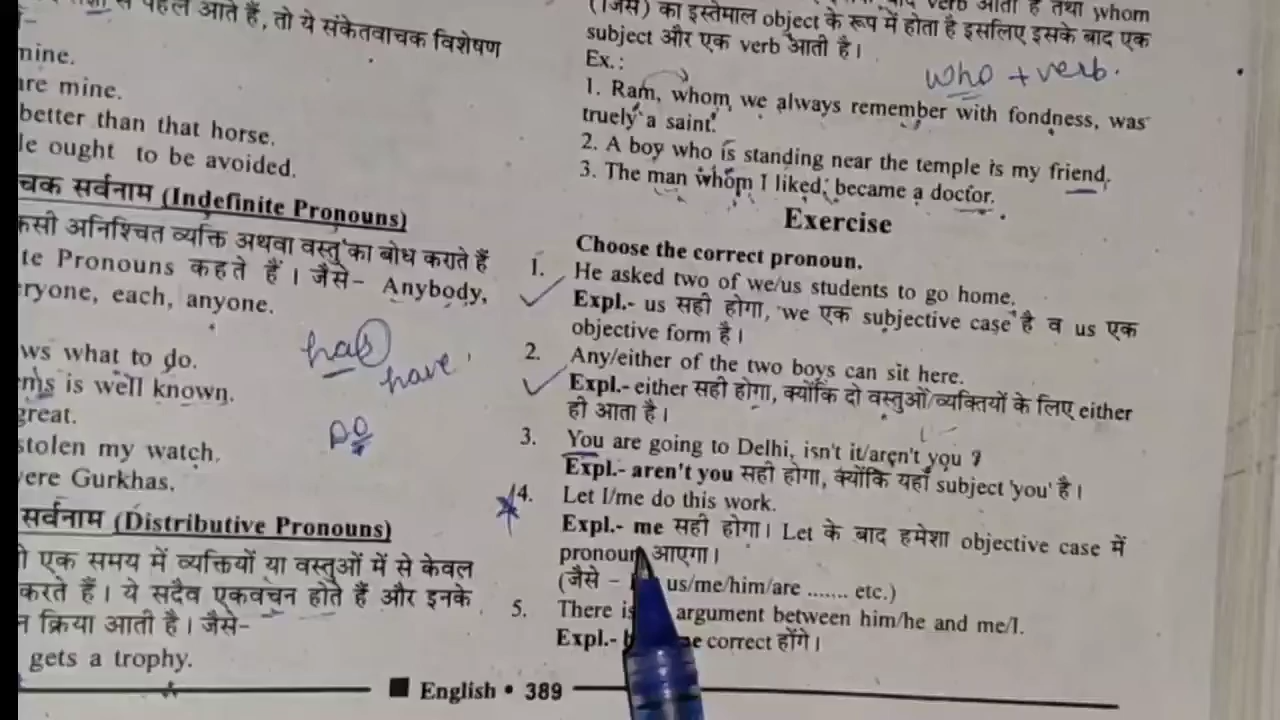 से पहले आते हैं, तो ये संकेतवाचक विशेषण
mine.
are mine.
better than that horse.
ought to be avoided.
सर्वनाम (Indefinite Pronouns)
अनिश्चित व्यक्ति अथवा वस्तु का बोध कराते हैं
Pronouns कहते हैं। जैसे- Anybody,
everyone, each, anyone.
has
have
what to do.
is well known.
great.
DO
stolen my watch.
were Gurkhas.
सर्वनाम (Distributive Pronouns)
एक समय में व्यक्तियों या वस्तुओं में से केवल
करते हैं। ये सदैव एकवचन होते हैं और इनके
क्रिया आती है। जैसे-
gets a trophy.
verb आती है तथा whom
(जिसे) का इस्तेमाल object के रूप में होता है इसलिए इसके बाद एक
subject और एक verb आती है।
who + verb.
Ex.:
1. Ram, whom we always remember with fondness, was
truely a saint.
2. A boy who is standing near the temple is my friend.
3. The man whom I liked, became a doctor.
Exercise
Choose the correct pronoun.
1. He asked two of we/us students to go home.
Expl.- us सही होगा, we एक subjective case है व us एक
objective form है।
2. Any/either of the two boys can sit here.
Expl.- either सही होगा, क्योंकि दो वस्तुओं/व्यक्तियों के लिए either
ही आता है।
3. You are going to Delhi, isn't it/aren't you ?
Expl.- aren't you सही होगा, क्योंकि यहाँ subject 'you' है।
4. Let I/me do this work.
Expl.- me सही होगा। Let के बाद हमेशा objective case में
pronoun आएगा।
(जैसे - us/me/him/are ....... etc.)
5. There is argument between him/he and me/I.
Expl.- correct होंगे।
English • 389